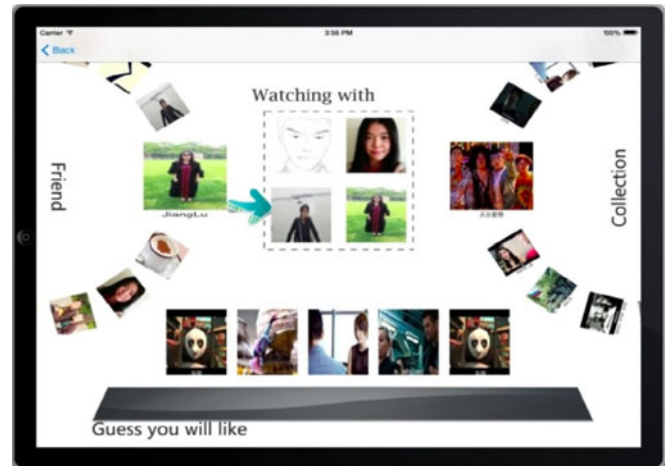 Carrier
3:56 PM
100%
Back
Watching with
Friend
Collection
JiangLu
Guess you will like